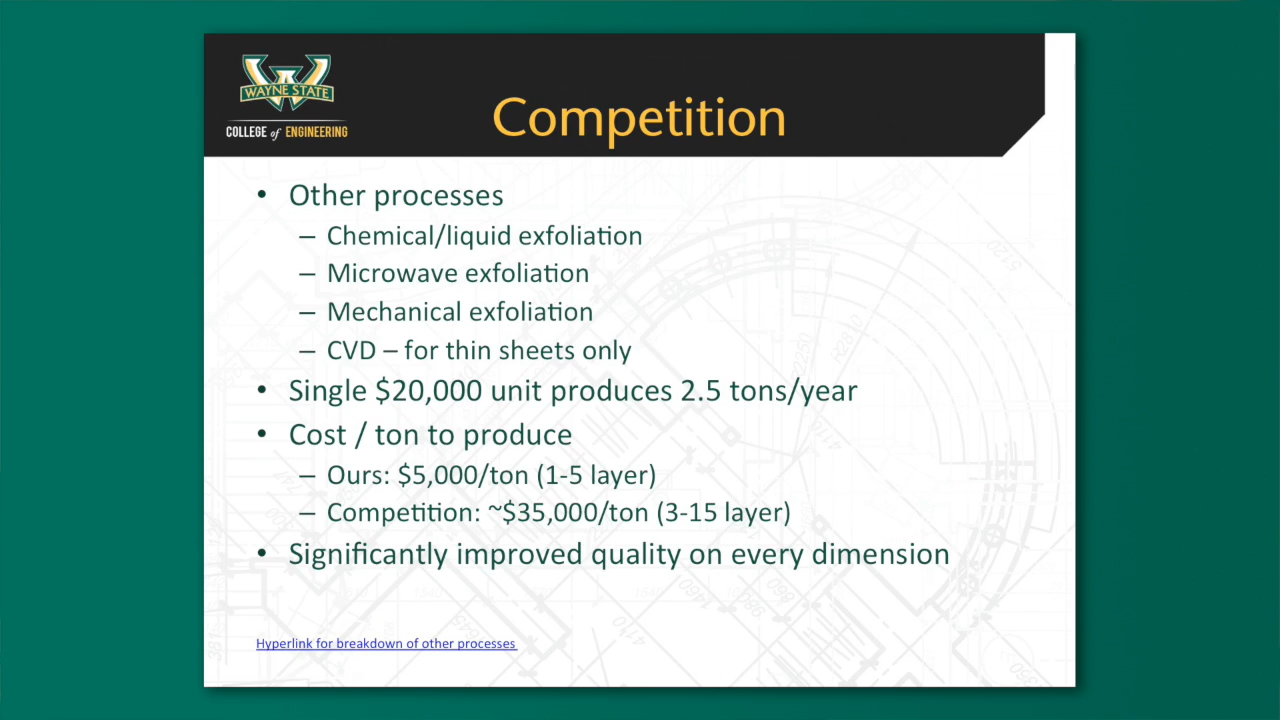 WAYNE STATE
COLLEGE of ENGINEERING
Competition
• Other processes
– Chemical/liquid exfoliation
– Microwave exfoliation
– Mechanical exfoliation
– CVD – for thin sheets only
• Single $20,000 unit produces 2.5 tons/year
• Cost / ton to produce
– Ours: $5,000/ton (1-5 layer)
– Competition: ~$35,000/ton (3-15 layer)
• Significantly improved quality on every dimension
Hyperlink for breakdown of other processes